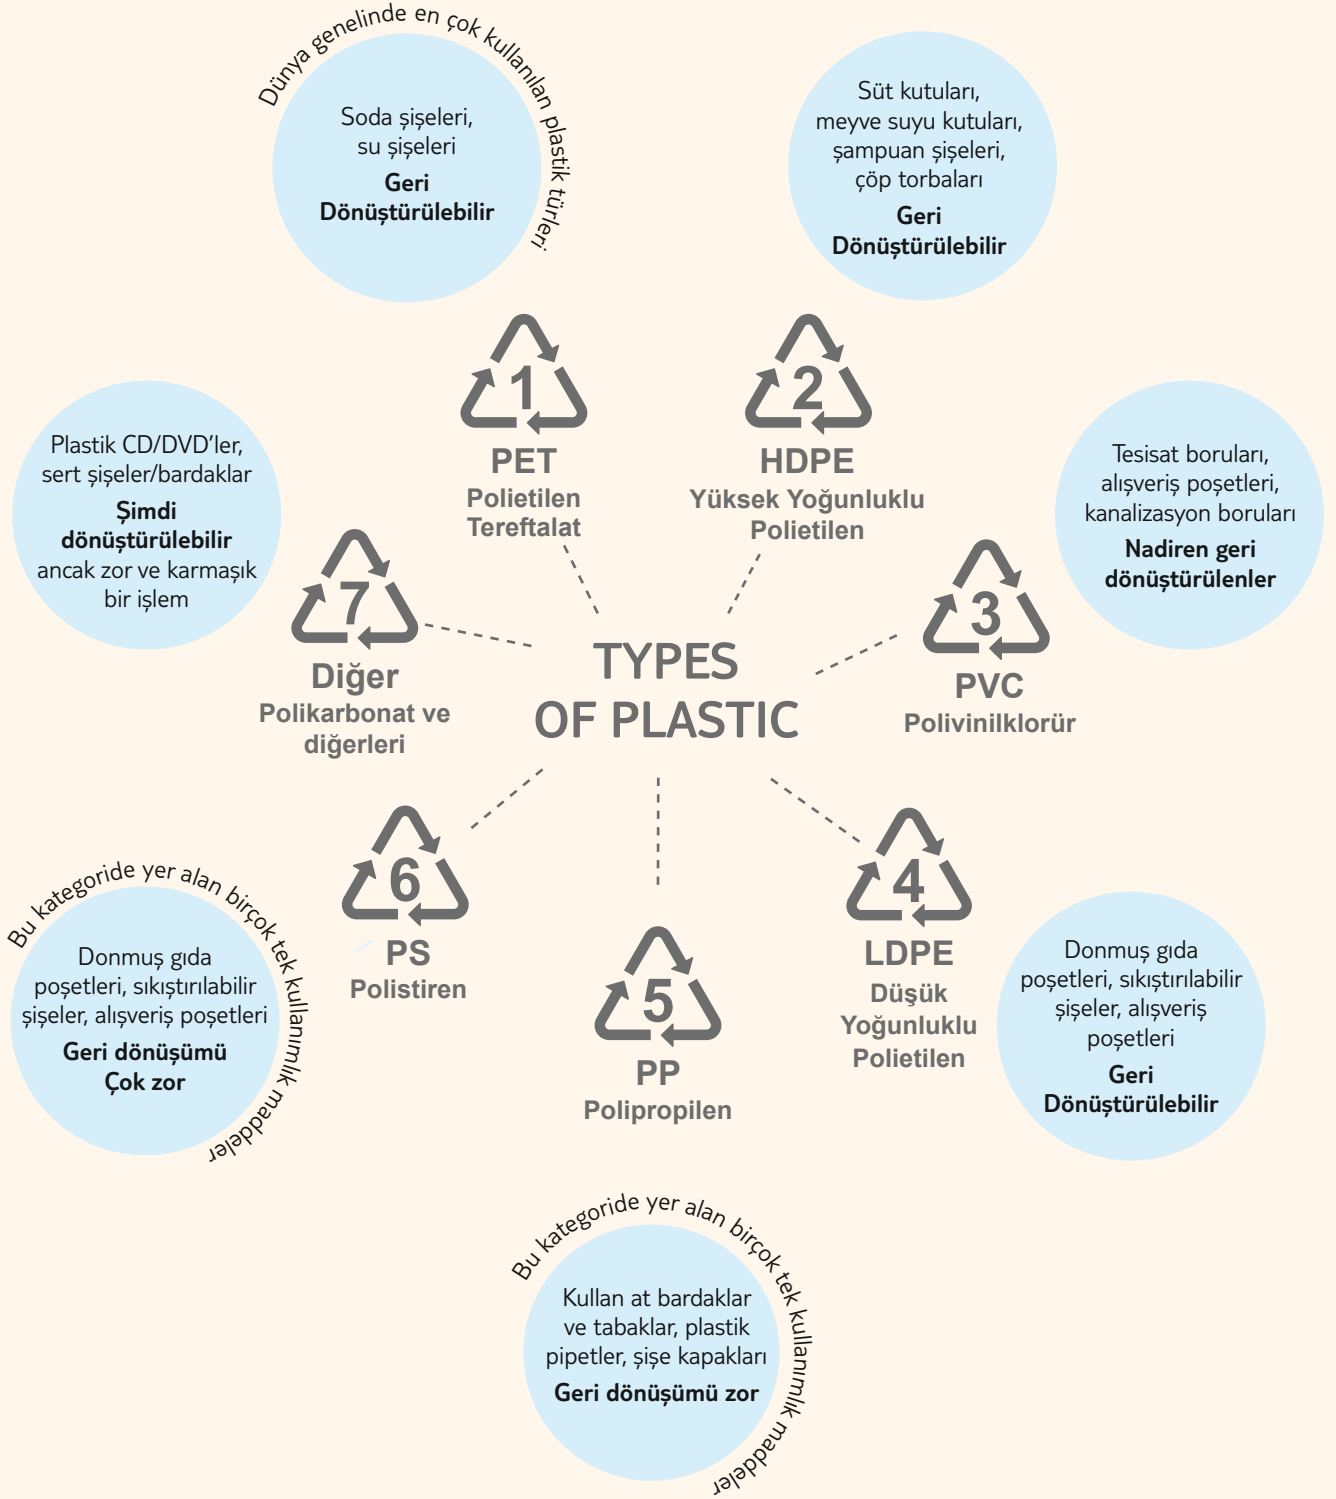 Dünya genelinde en çok kullanılan plastik türleri
Soda şişeleri,
su şişeleri
Geri
Dönüştürülebilir
Süt kutuları,
meyve suyu kutuları,
şampuan şişeleri,
çöp torbaları
Geri
Dönüştürülebilir
1
PET
Polietilen
Tereftalat
2
HDPE
Yüksek Yoğunluklu
Polietilen
Plastik CD/DVD'ler,
sert şişeler/bardaklar
Şimdi
dönüştürülebilir
ancak zor ve karmaşık
bir işlem
7
Diğer
Polikarbonat ve
diğerleri
TYPES
OF PLASTIC
3
PVC
Polivinilklorür
Tesisat boruları,
alışveriş poşetleri,
kanalizasyon boruları
Nadiren geri
dönüştürülenler
Bu kategoride yer alan birçok tek kullanımlık maddeler
Donmuş gıda
poşetleri, sıkıştırılabilir
şişeler, alışveriş poşetleri
Geri dönüşümü
Çok zor
6
PS
Polistiren
5
PP
Polipropilen
4
LDPE
Düşük
Yoğunluklu
Polietilen
Donmuş gıda
poşetleri, sıkıştırılabilir
şişeler, alışveriş
poşetleri
Geri
Dönüştürülebilir
Bu kategoride yer alan birçok tek kullanımlık maddeler
Kullan at bardaklar
ve tabaklar, plastik
pipetler, şişe kapakları
Geri dönüşümü zor